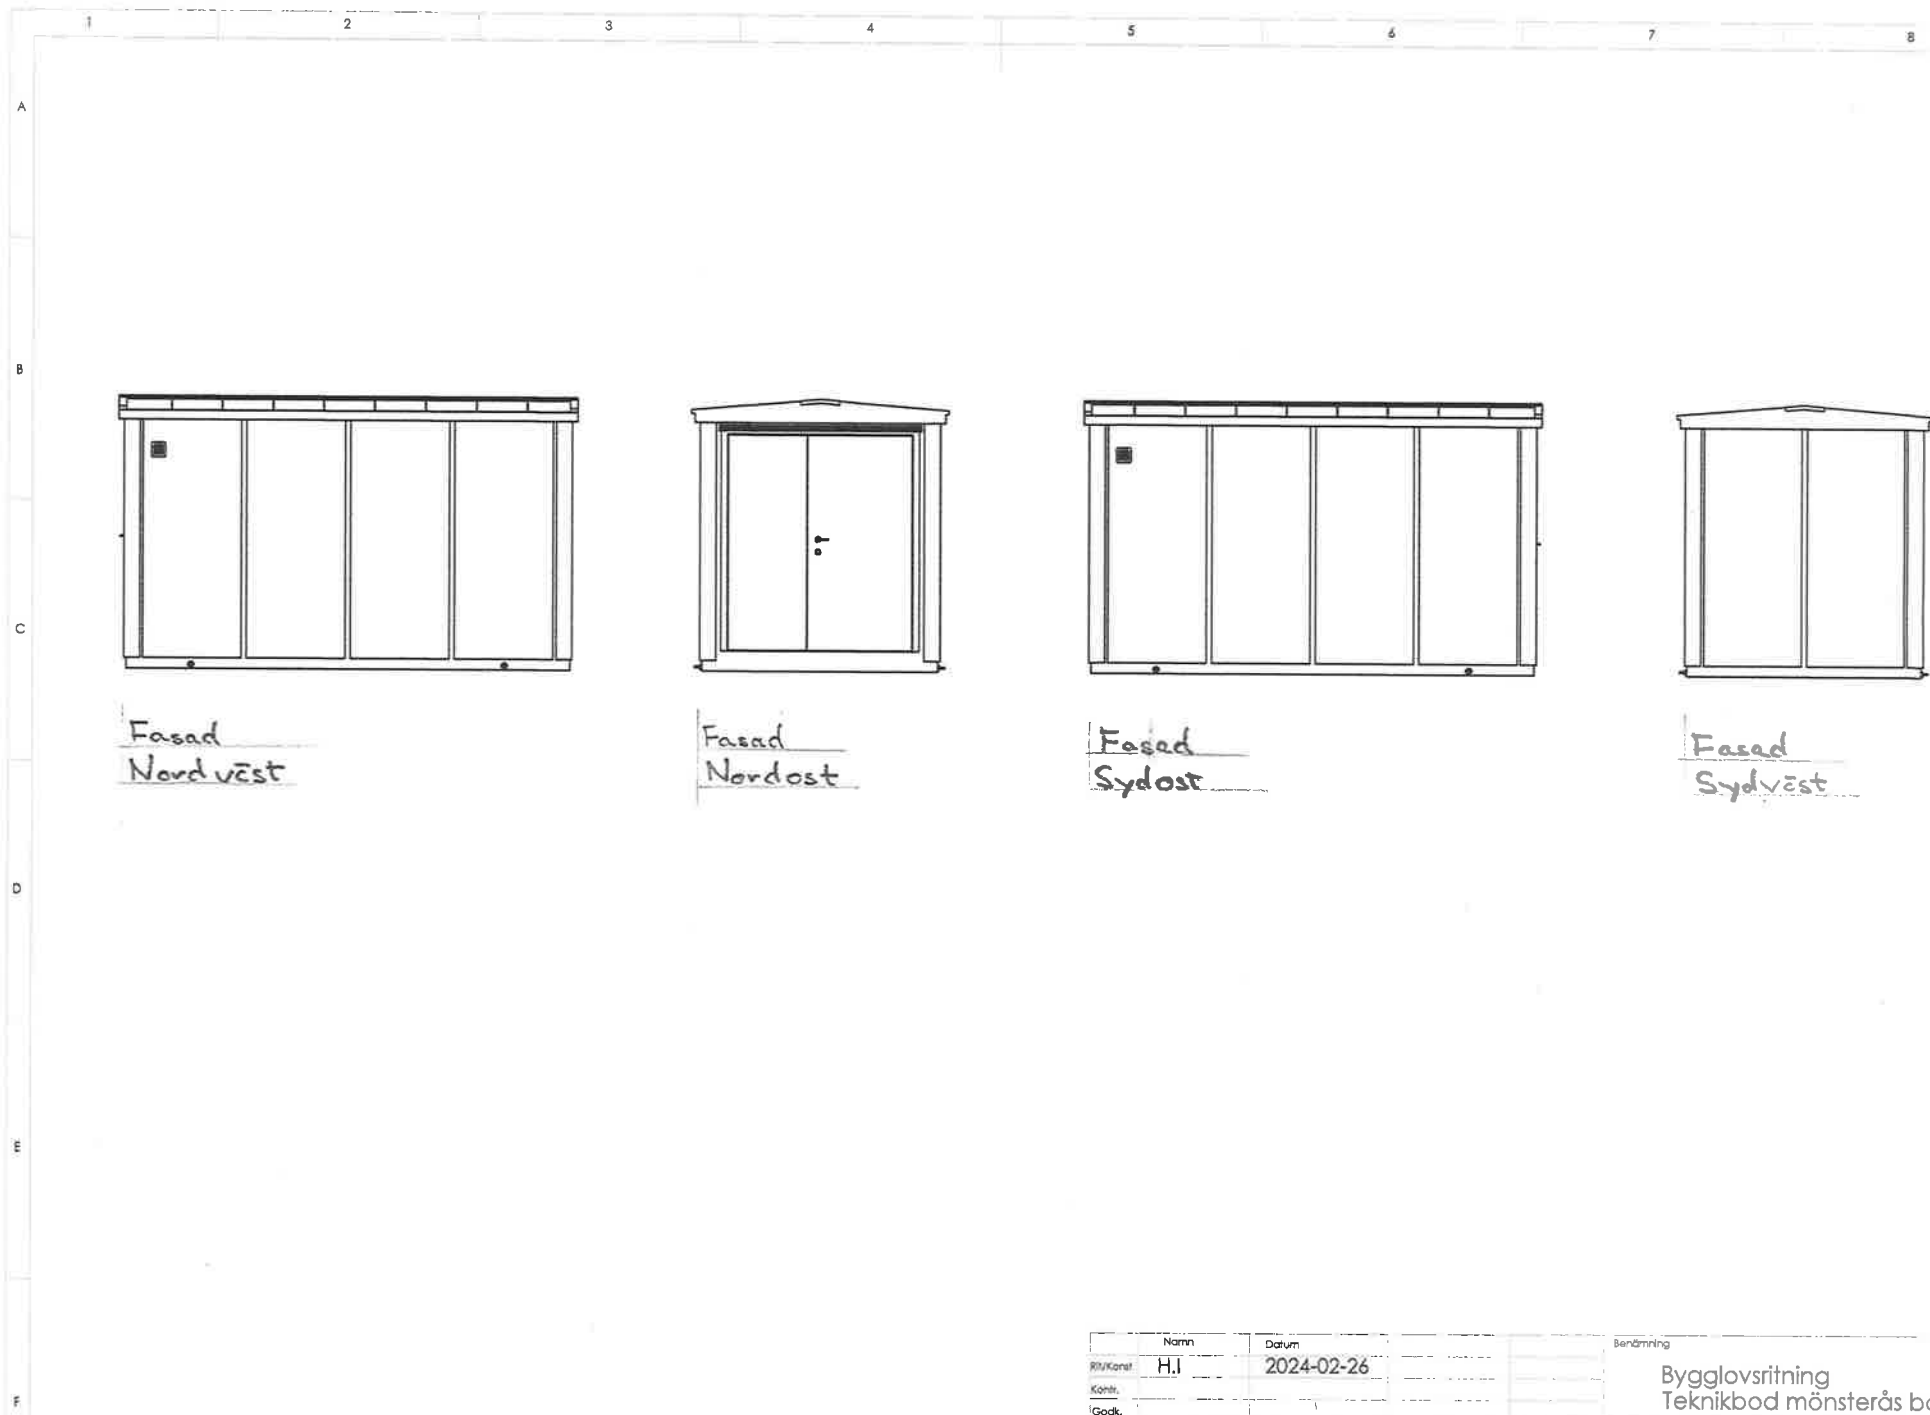 1 2 3 4 5 6 7 8
A
B
C
D
E
F
Fasad
Nordväst
Fasad
Nordost
Fasad
Sydost
Fasad
Sydväst
Namn Datum Benämning
Rit/Konst H.I 2024-02-26
Kontr.
Godk.
Bygglovsritning
Teknikbod mönsterås